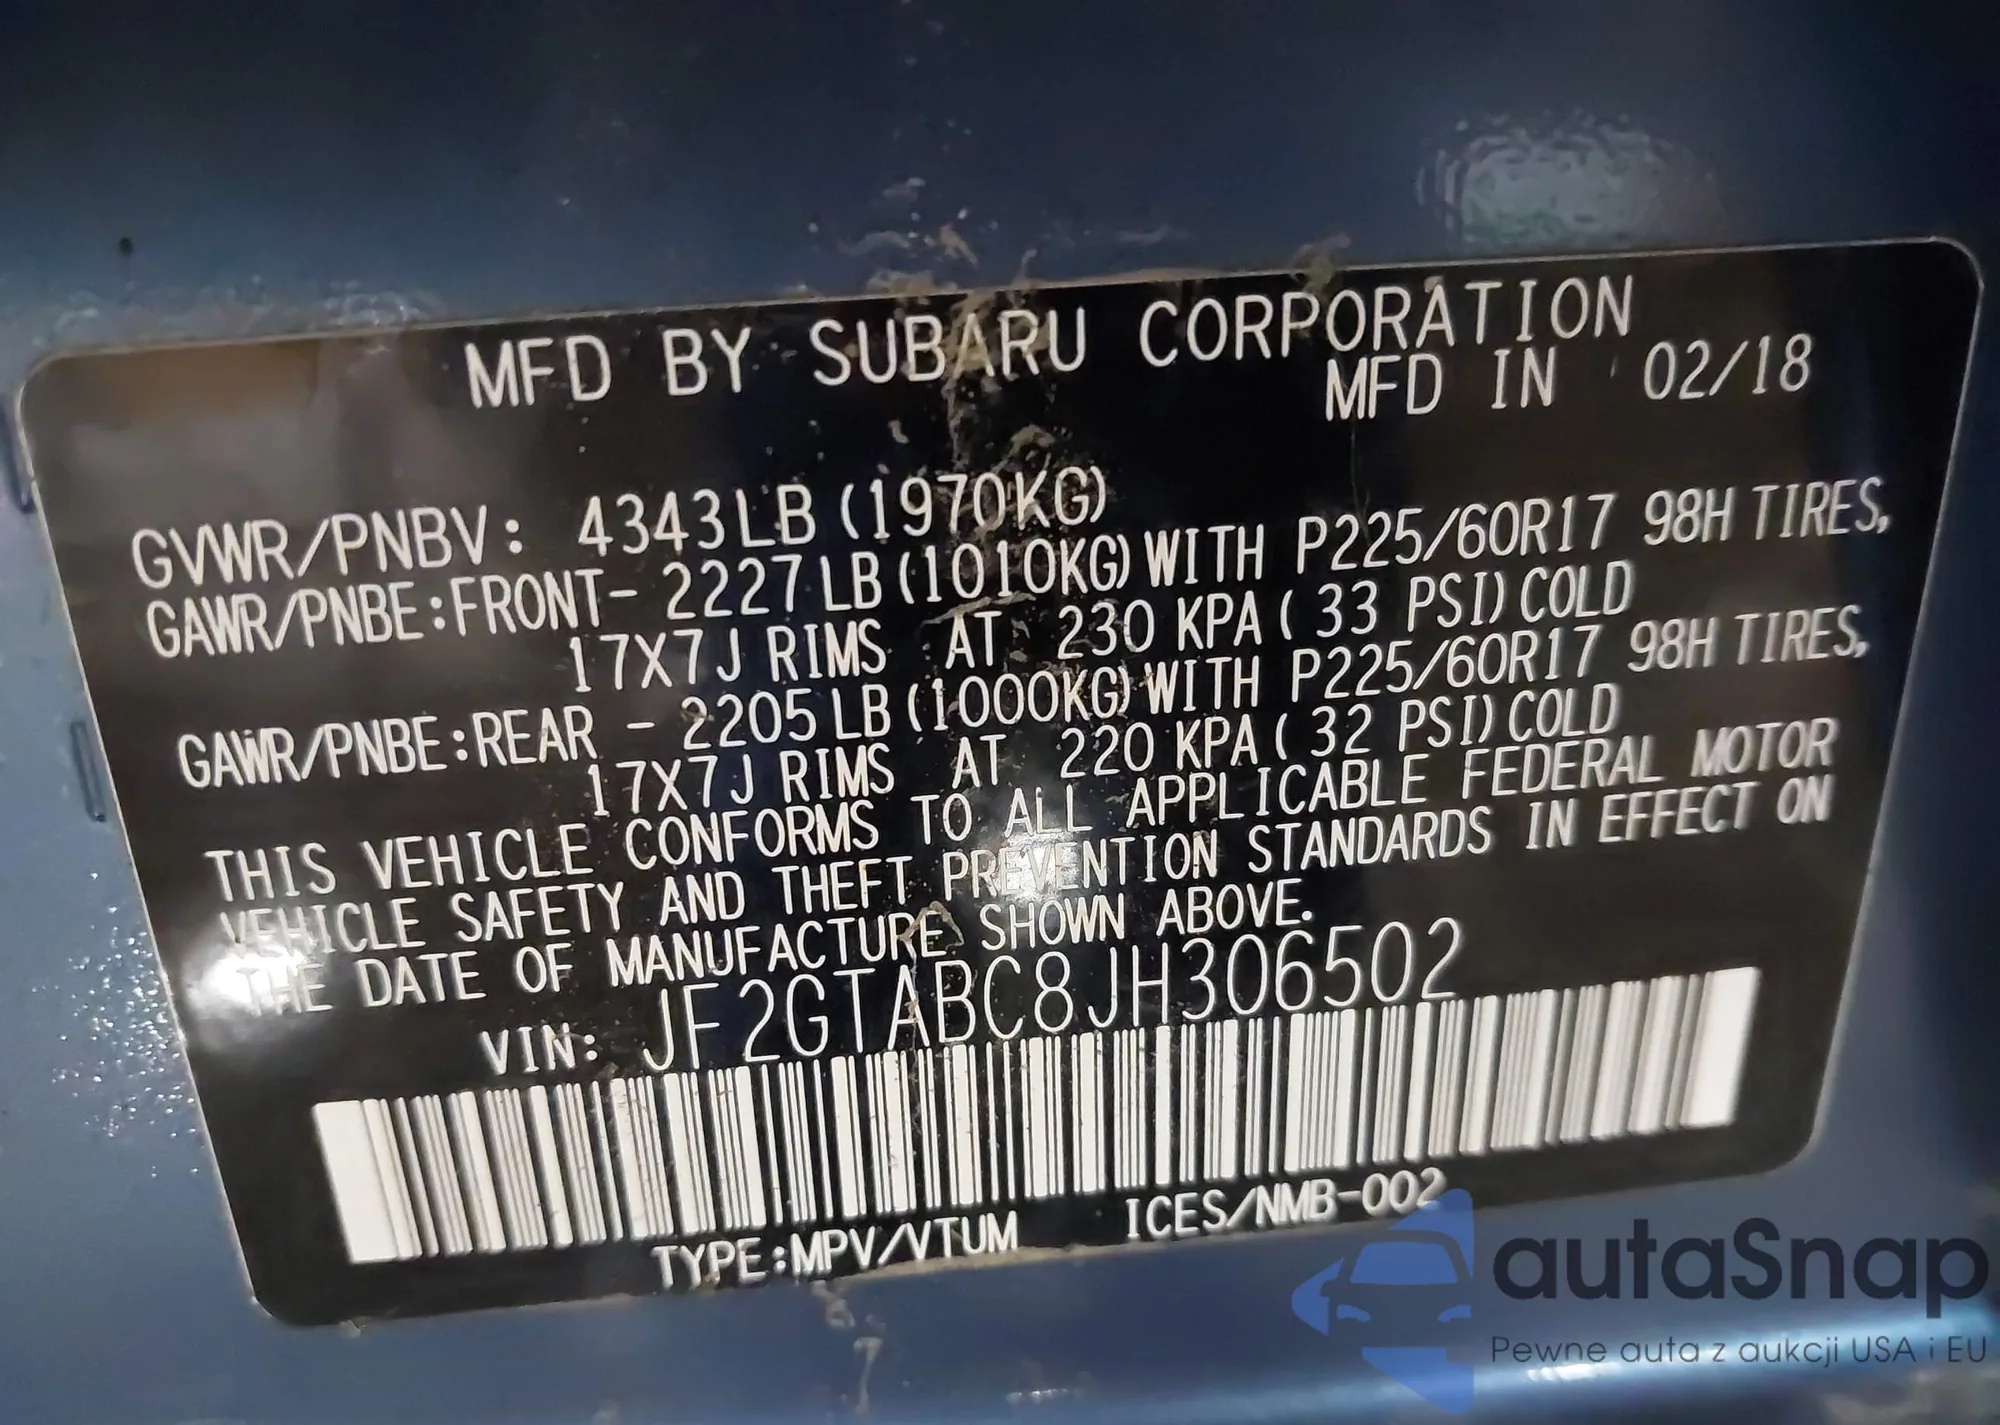 MFD BY SUBARU CORPORATION
MFD IN 02/18
GVWR/PNBV: 4343LB (1970KG)
GAWR/PNBE:FRONT- 2227LB(1010KG)WITH P225/60R17 98H TIRES,
17X7J RIMS AT 230 KPA( 33 PSI)COLD
GAWR/PNBE:REAR - 2205LB(1000KG)WITH P225/60R17 98H TIRES,
17X7J RIMS AT 220 KPA( 32 PSI)COLD
THIS VEHICLE CONFORMS TO ALL APPLICABLE FEDERAL MOTOR
VEHICLE SAFETY AND THEFT PREVENTION STANDARDS IN EFFECT ON
THE DATE OF MANUFACTURE SHOWN ABOVE.
VIN: JF2GTABC8JH306502
TYPE:MPV/VTUM ICES/NMB-002
autaSnap
Pewne auta z aukcji USA i EU